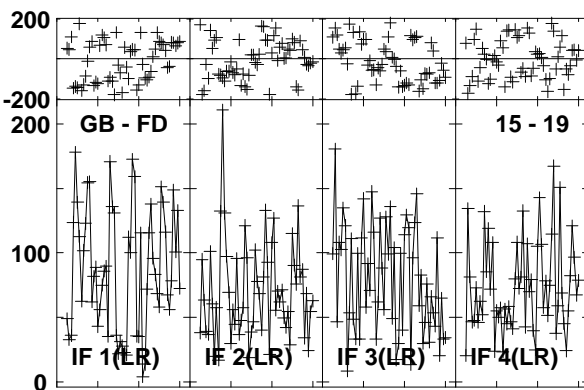 200
-200
200
GB - FD
15 - 19
100
IF 1(LR)
IF 2(LR)
IF 3(LR)
IF 4(LR)
0